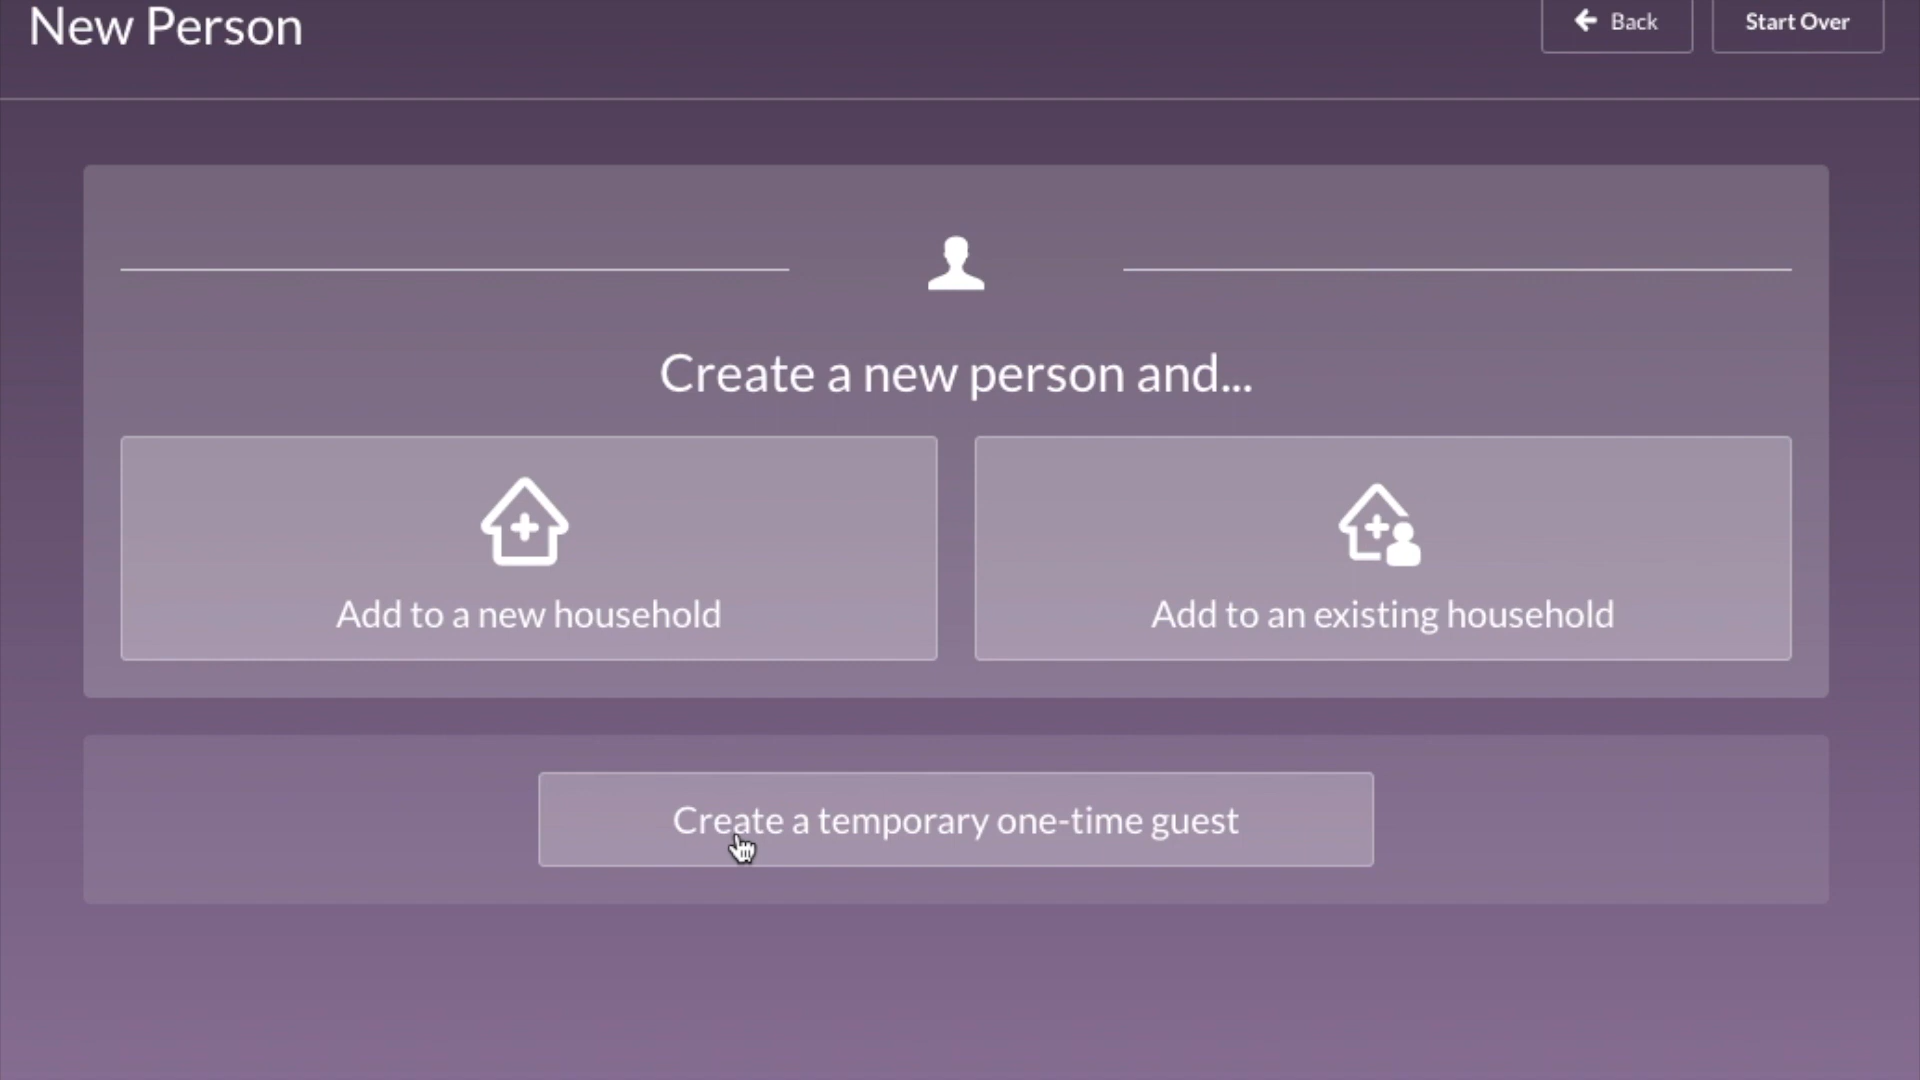 New Person
Back
Start Over
Create a new person and...
Add to a new household
Add to an existing household
Create a temporary one-time guest